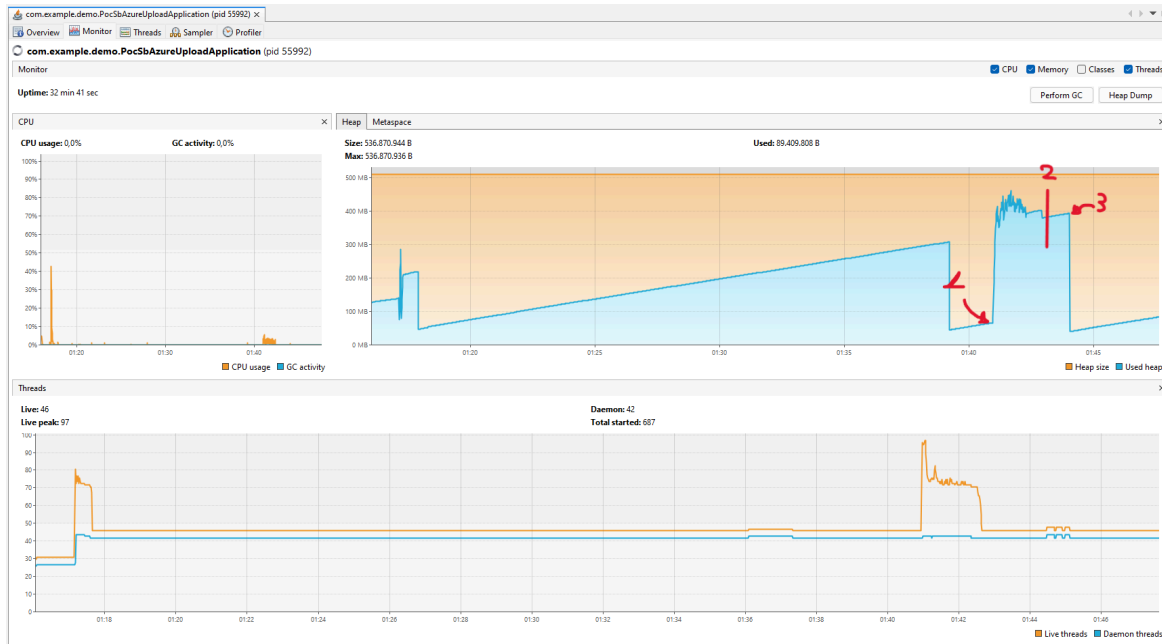 com.example.demo.PocSbAzureUploadApplication (pid 55992)
Overview Monitor Threads Sampler Profiler
com.example.demo.PocSbAzureUploadApplication (pid 55992)
Monitor
CPU Memory Classes Threads
Uptime: 32 min 41 sec
Perform GC Heap Dump
CPU
CPU usage: 0,0% GC activity: 0,0%
100%
90%
80%
70%
60%
50%
40%
30%
20%
10%
0%
01:20 01:30 01:40
CPU usage GC activity
Heap Metaspace
Size: 536.870.944 B Used: 89.409.808 B
Max: 536.870.936 B
500 MB
400 MB
300 MB
200 MB
100 MB
0 MB
1
2
3
01:20 01:25 01:30 01:35 01:40 01:45
Heap size Used heap
Threads
Live: 46 Daemon: 42
Live peak: 97 Total started: 687
100
90
80
70
60
50
40
30
20
10
0
01:18 01:20 01:22 01:24 01:26 01:28 01:30 01:32 01:34 01:36 01:38 01:40 01:42 01:44 01:46
Live threads Daemon threads